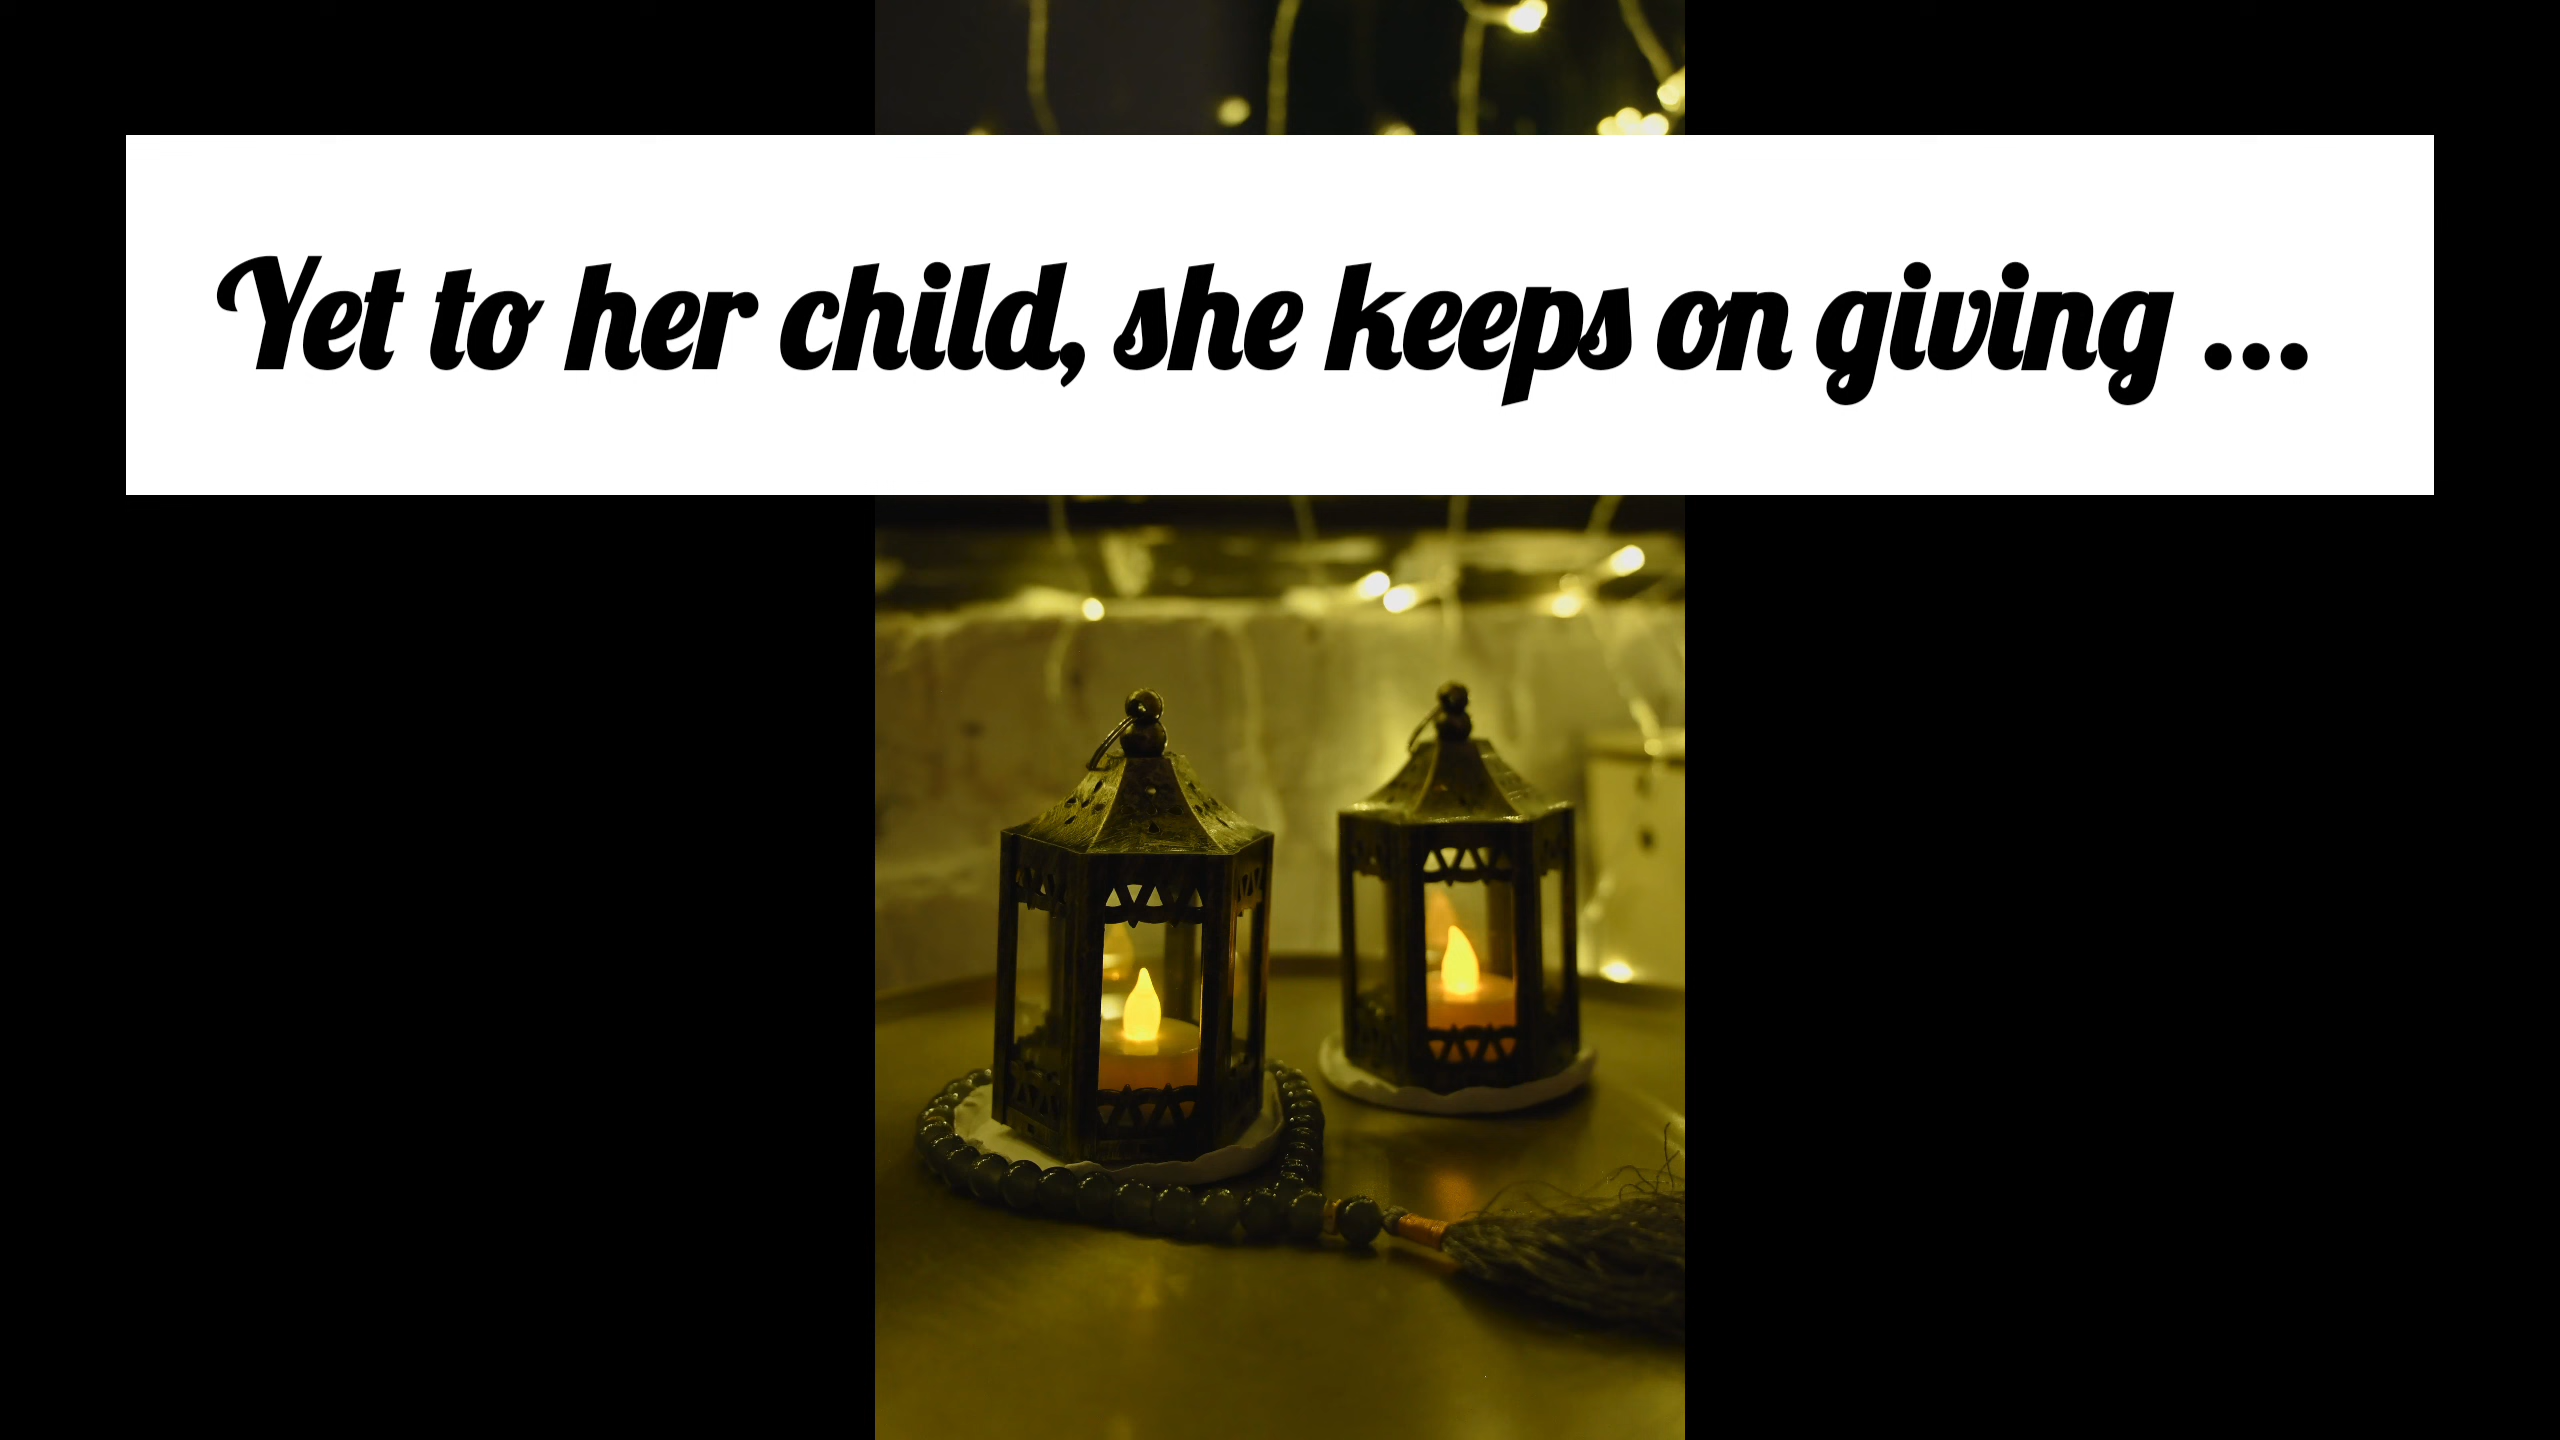 Yet to her child, she keeps on giving ...